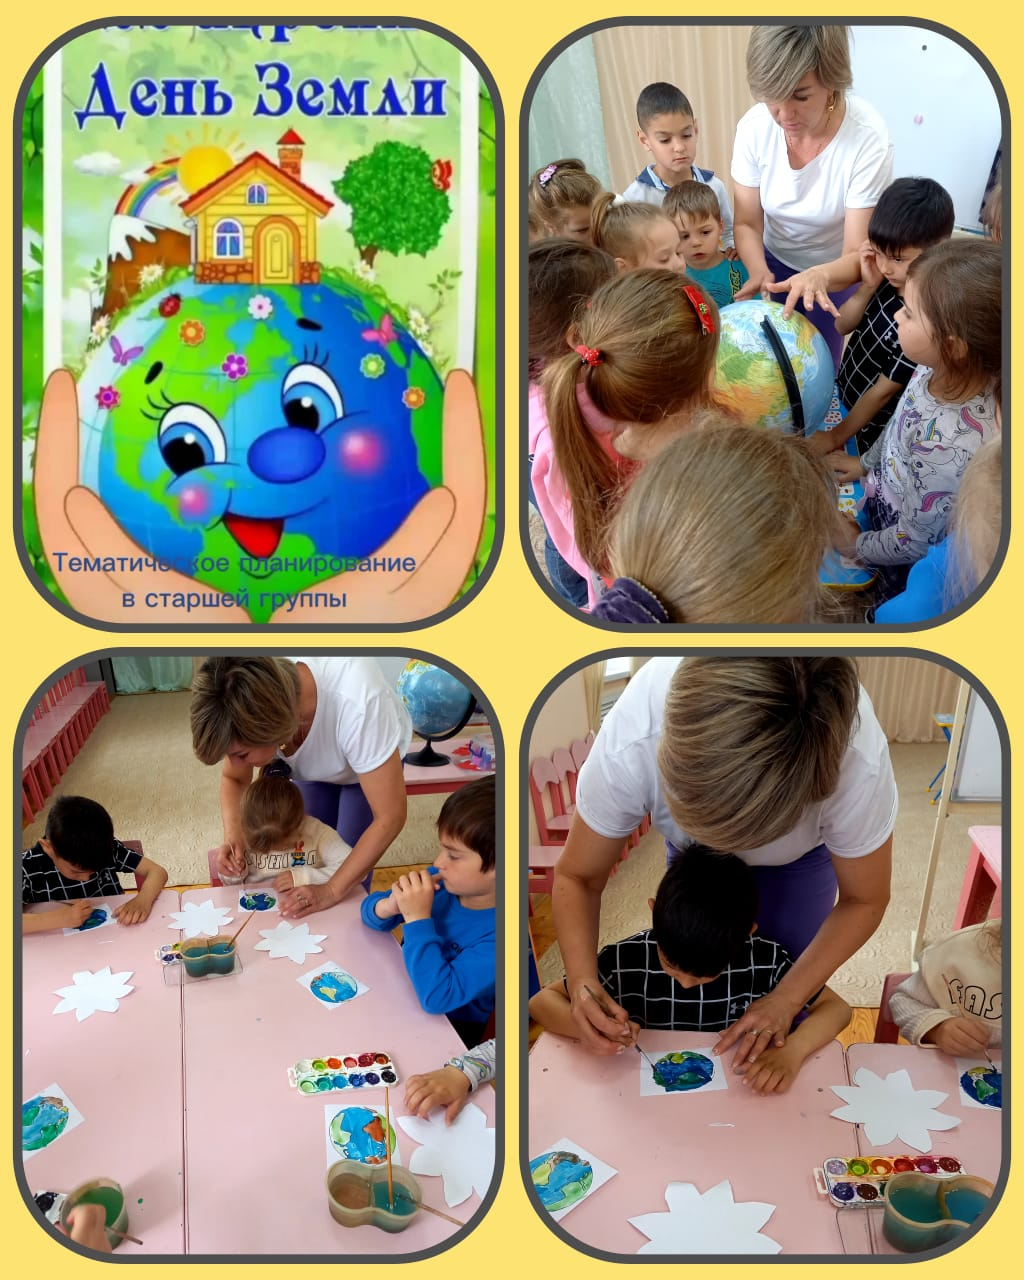 День Земли
Тематическое планирование
в старшей группы